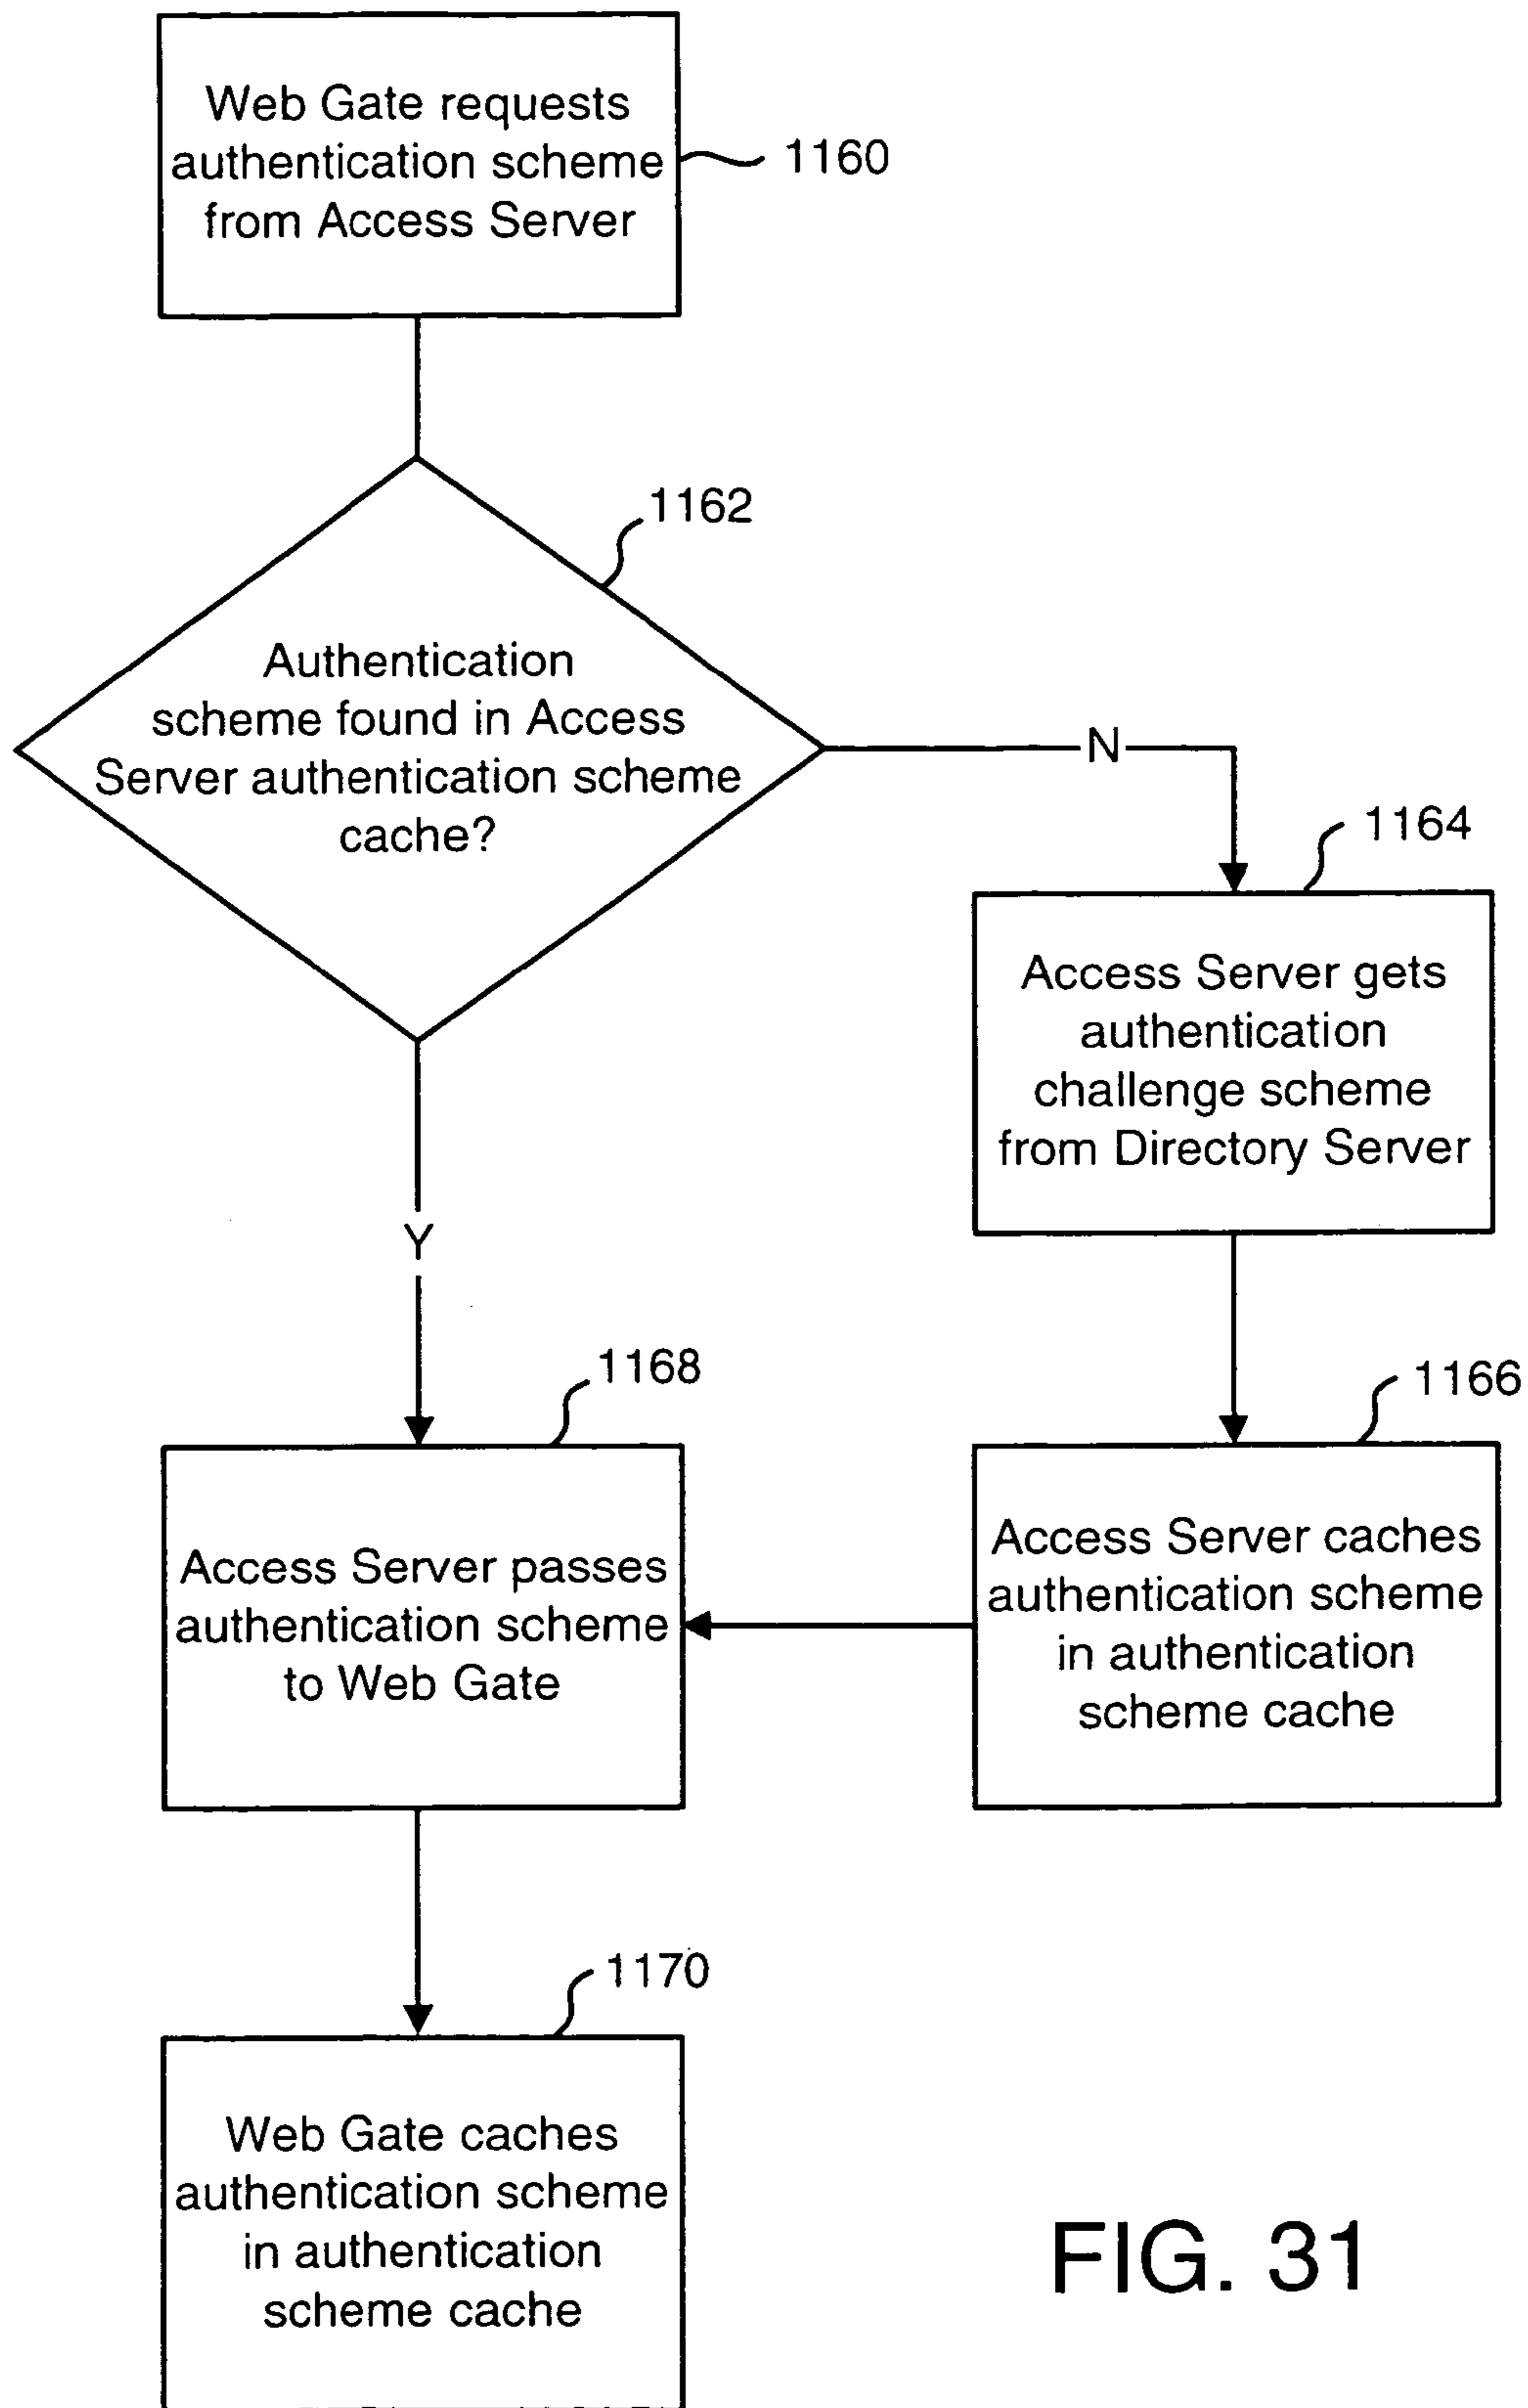 Web Gate requests
authentication scheme
from Access Server
1160
1162
Authentication
scheme found in Access
Server authentication scheme
cache?
N
1164
Access Server gets
authentication
challenge scheme
from Directory Server
Y
1168
1166
Access Server passes
authentication scheme
to Web Gate
Access Server caches
authentication scheme
in authentication
scheme cache
1170
Web Gate caches
authentication scheme
in authentication
scheme cache
FIG. 31